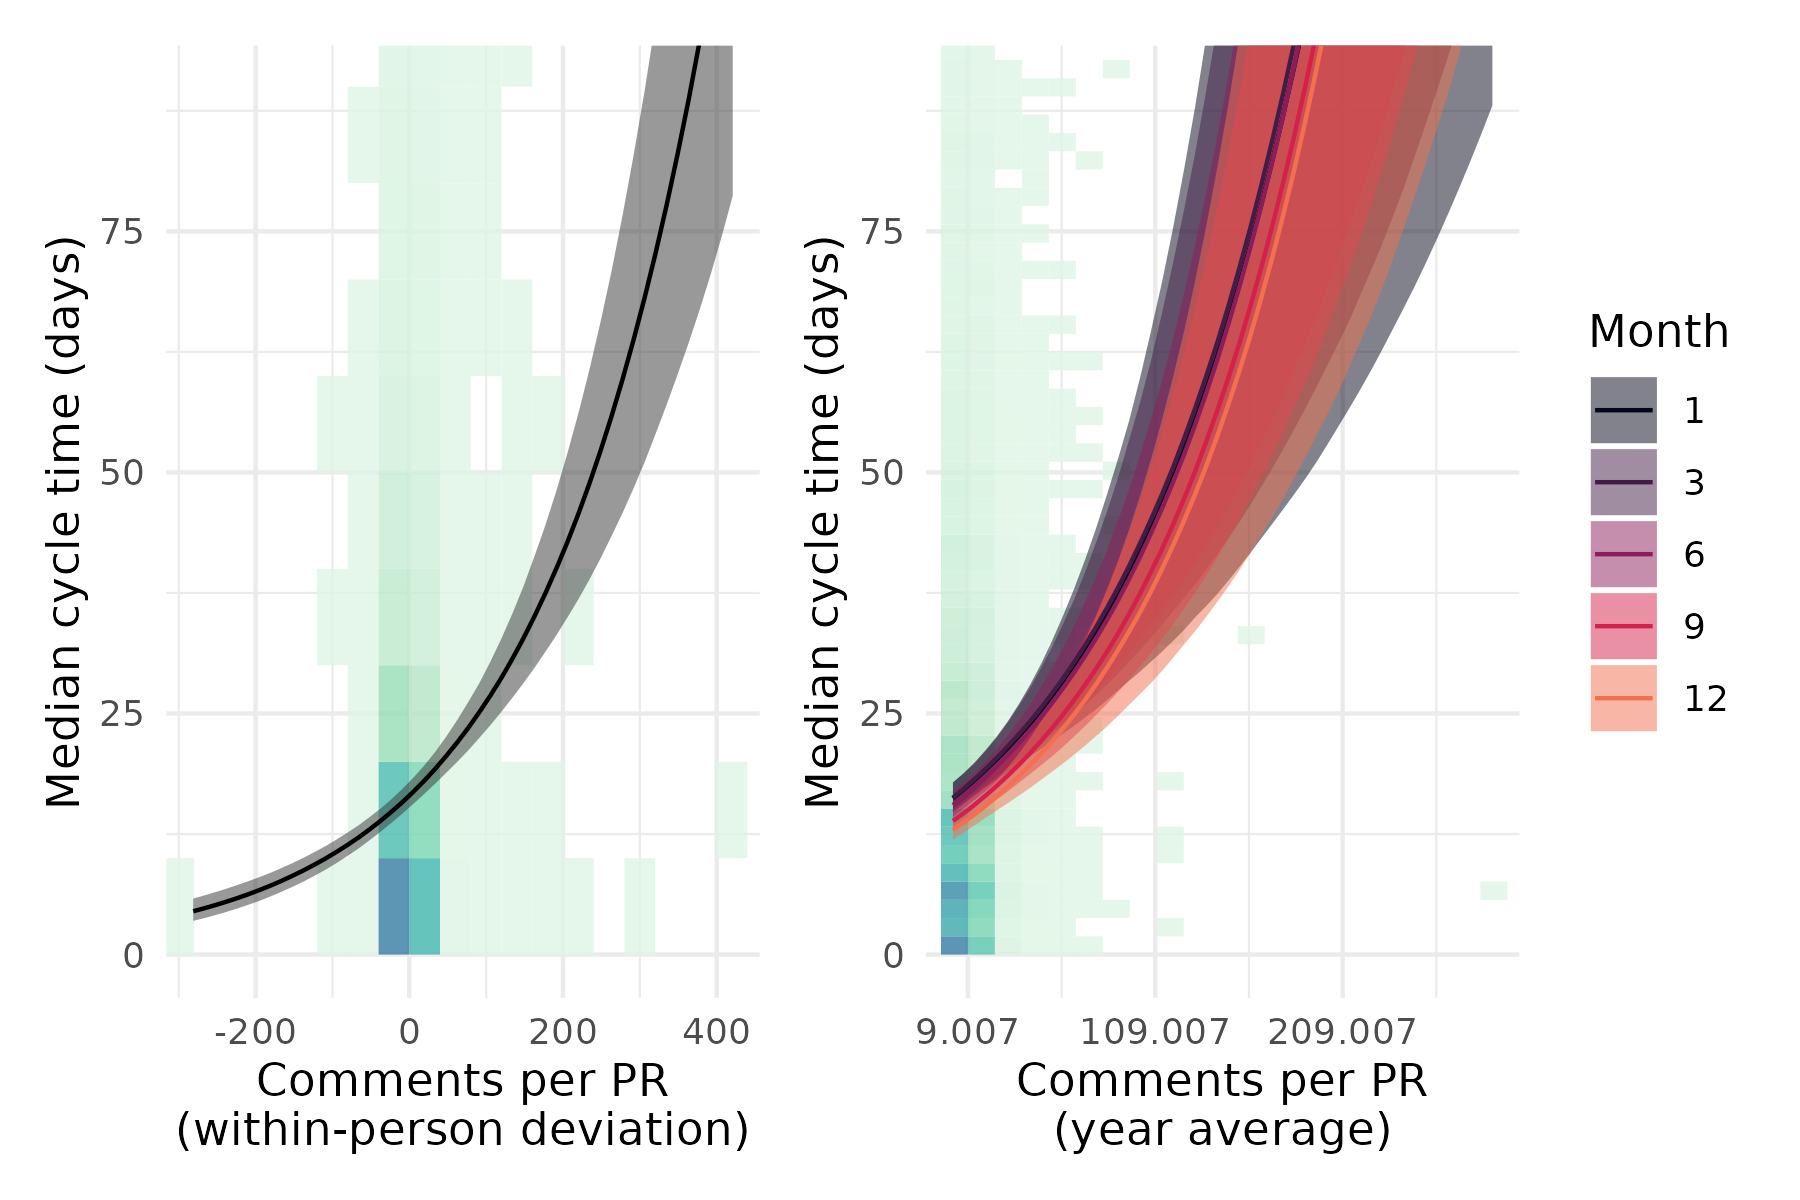 Median cycle time (days)
75
50
25
0
-200 0 200 400
Comments per PR
(within-person deviation)
Median cycle time (days)
75
50
25
0
9.007 109.007 209.007
Comments per PR
(year average)
Month
1
3
6
9
12